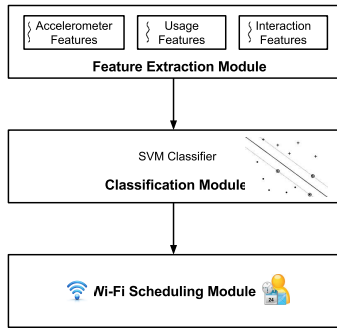 Accelerometer
Features
Usage
Features
Interaction
Features
Feature Extraction Module
SVM Classifier
Classification Module
Wi-Fi Scheduling Module
24